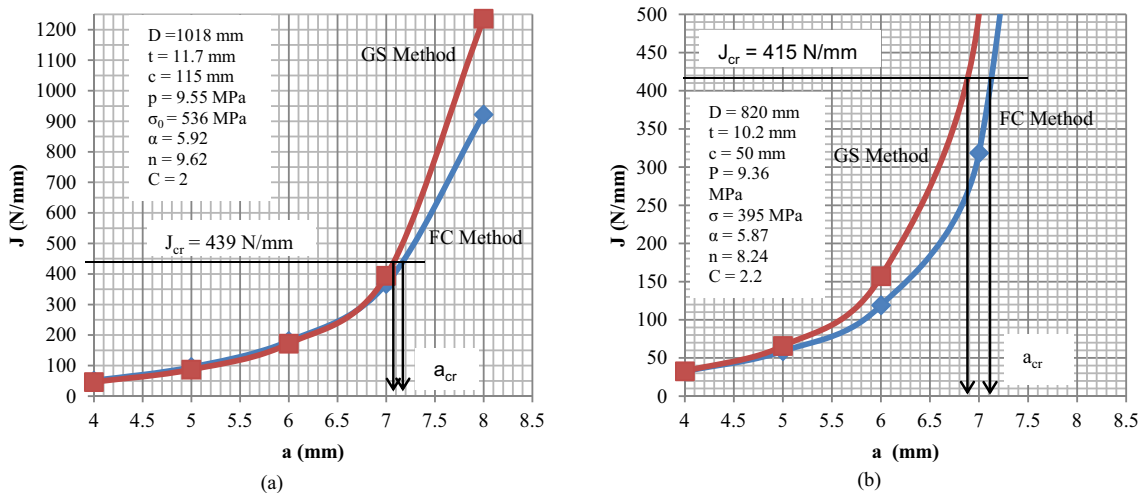 1200
1100
1000
900
800
700
600
500
400
300
200
100
0
J (N/mm)
D =1018 mm
t = 11.7 mm
c = 115 mm
p = 9.55 MPa
σ₀ = 536 MPa
α = 5.92
n = 9.62
C = 2
GS Method
FC Method
J_cr = 439 N/mm
a_cr
4 4.5 5 5.5 6 6.5 7 7.5 8 8.5
a (mm)
(a)
500
450
400
350
300
250
200
150
100
50
0
J (N/mm)
J_cr = 415 N/mm
D = 820 mm
t = 10.2 mm
c = 50 mm
P = 9.36
MPa
σ = 395 MPa
α = 5.87
n = 8.24
C = 2.2
FC Method
GS Method
a_cr
4 4.5 5 5.5 6 6.5 7 7.5 8 8.5
a (mm)
(b)